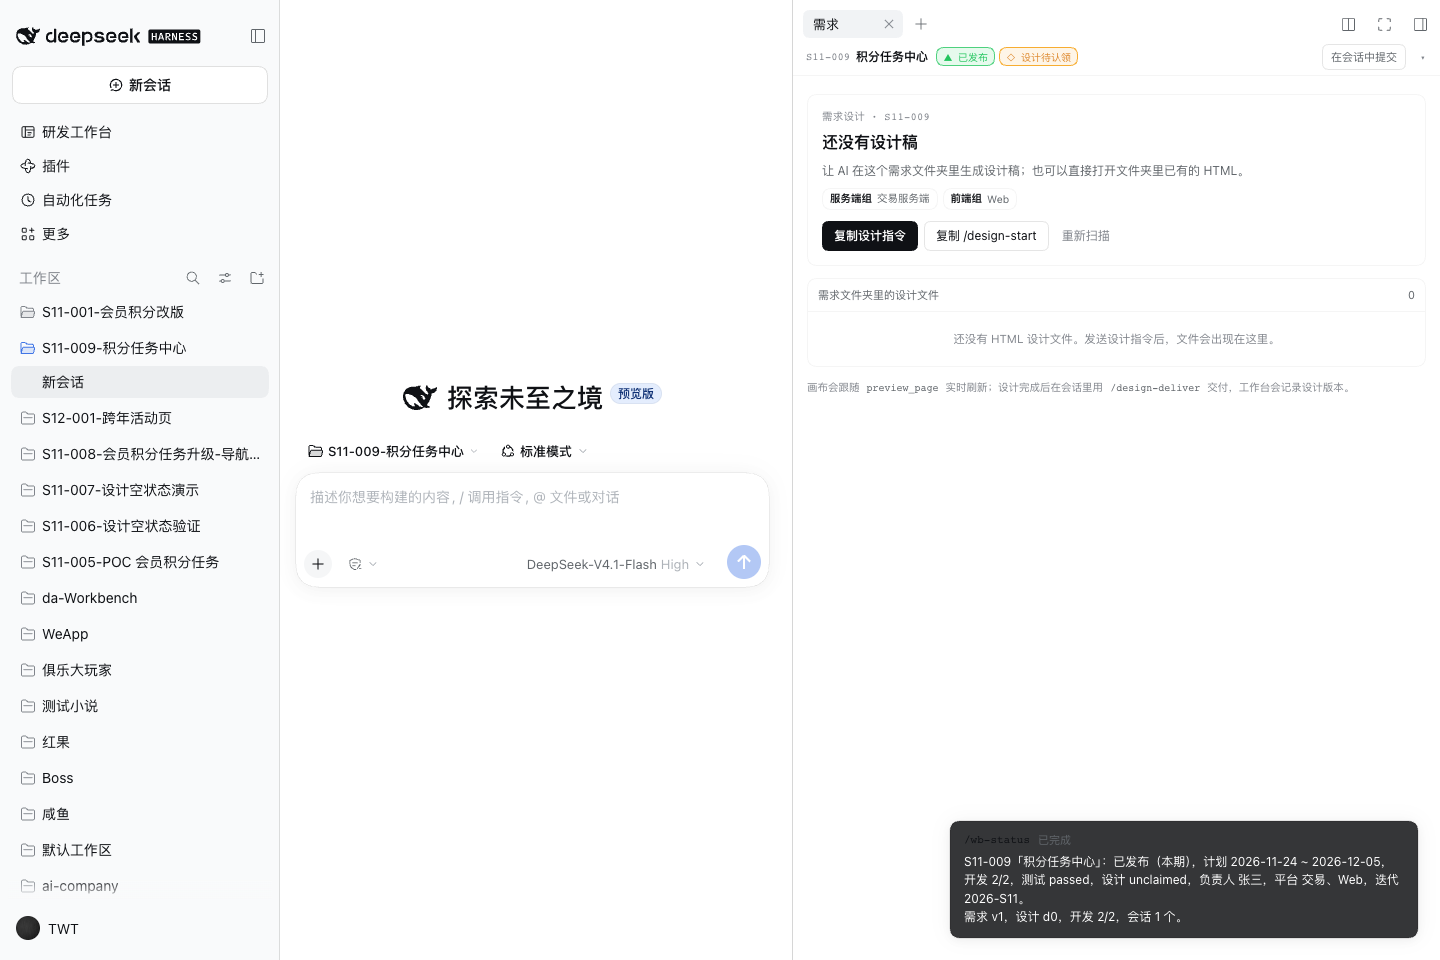 deepseek HARNESS
新会话
研发工作台
插件
自动化任务
更多
工作区
S11-001-会员积分改版
S11-009-积分任务中心
新会话
S12-001-跨年活动页
S11-008-会员积分任务升级-导航...
S11-007-设计空状态演示
S11-006-设计空状态验证
S11-005-POC 会员积分任务
da-Workbench
WeApp
俱乐大玩家
测试小说
红果
Boss
咸鱼
默认工作区
ai-company
TWT
探索未至之境 预览版
S11-009-积分任务中心 标准模式
描述你想要构建的内容, / 调用指令, @ 文件或对话
DeepSeek-V4.1-Flash High
需求
S11-009 积分任务中心 已发布 设计待认领 在会话中提交
需求设计 · S11-009
还没有设计稿
让 AI 在这个需求文件夹里生成设计稿；也可以直接打开文件夹里已有的 HTML。
服务端组 交易服务端 前端组 Web
复制设计指令 复制 /design-start 重新扫描
需求文件夹里的设计文件 0
还没有 HTML 设计文件。发送设计指令后，文件会出现在这里。
画布会跟随 preview_page 实时刷新；设计完成后在会话里用 /design-deliver 交付，工作台会记录设计版本。
/wb-status 已完成
S11-009「积分任务中心」：已发布（本期），计划 2026-11-24 ~ 2026-12-05，
开发 2/2，测试 passed，设计 unclaimed，负责人 张三，平台 交易、Web，迭代
2026-S11。
需求 v1，设计 d0，开发 2/2，会话 1 个。